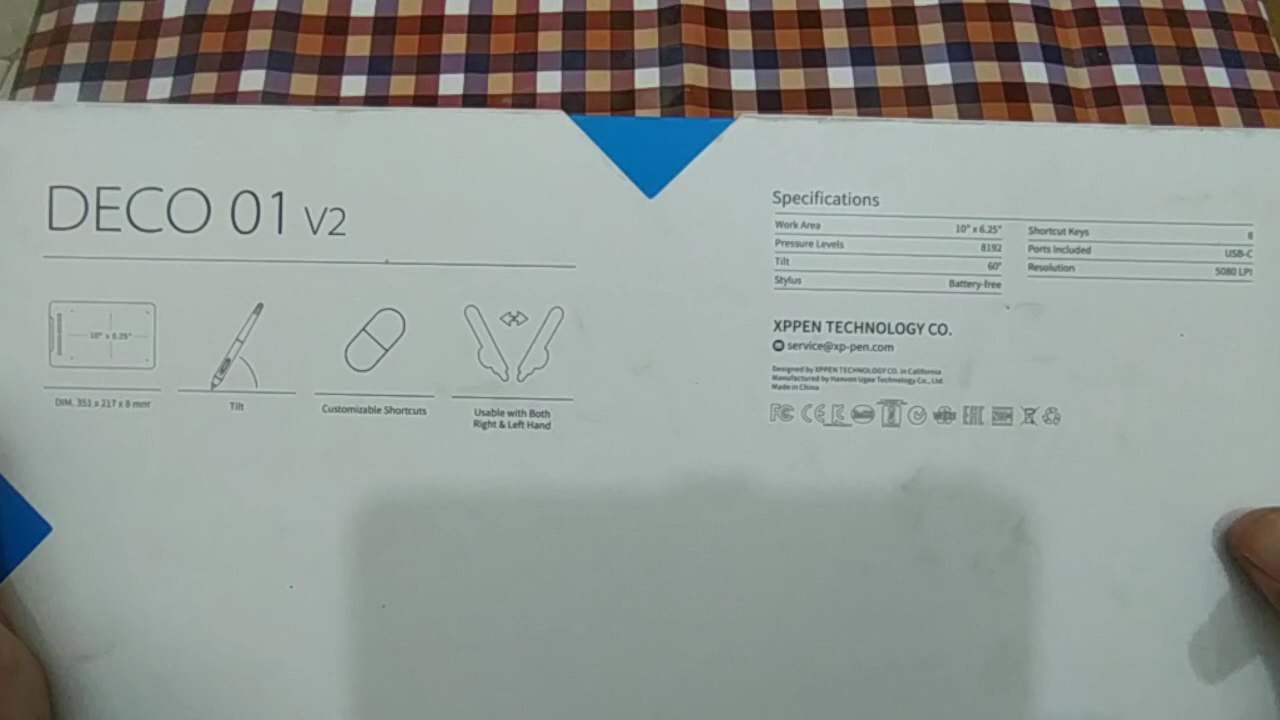 DECO 01 V2
10" x 6.25"
DIM. 351 x 217 x 8 mm
Tilt
Customizable Shortcuts
Usable with Both
Right & Left Hand
Specifications
Work Area 10" x 6.25"
Pressure Levels 8192
Tilt 60°
Stylus Battery-free
Shortcut Keys 8
Ports Included USB-C
Resolution 5080 LPI
XPPEN TECHNOLOGY CO.
service@xp-pen.com
Designed by XPPEN TECHNOLOGY CO. in California
Manufactured by Hanvon Ugee Technology Co., Ltd.
Made in China
FC CE EAC